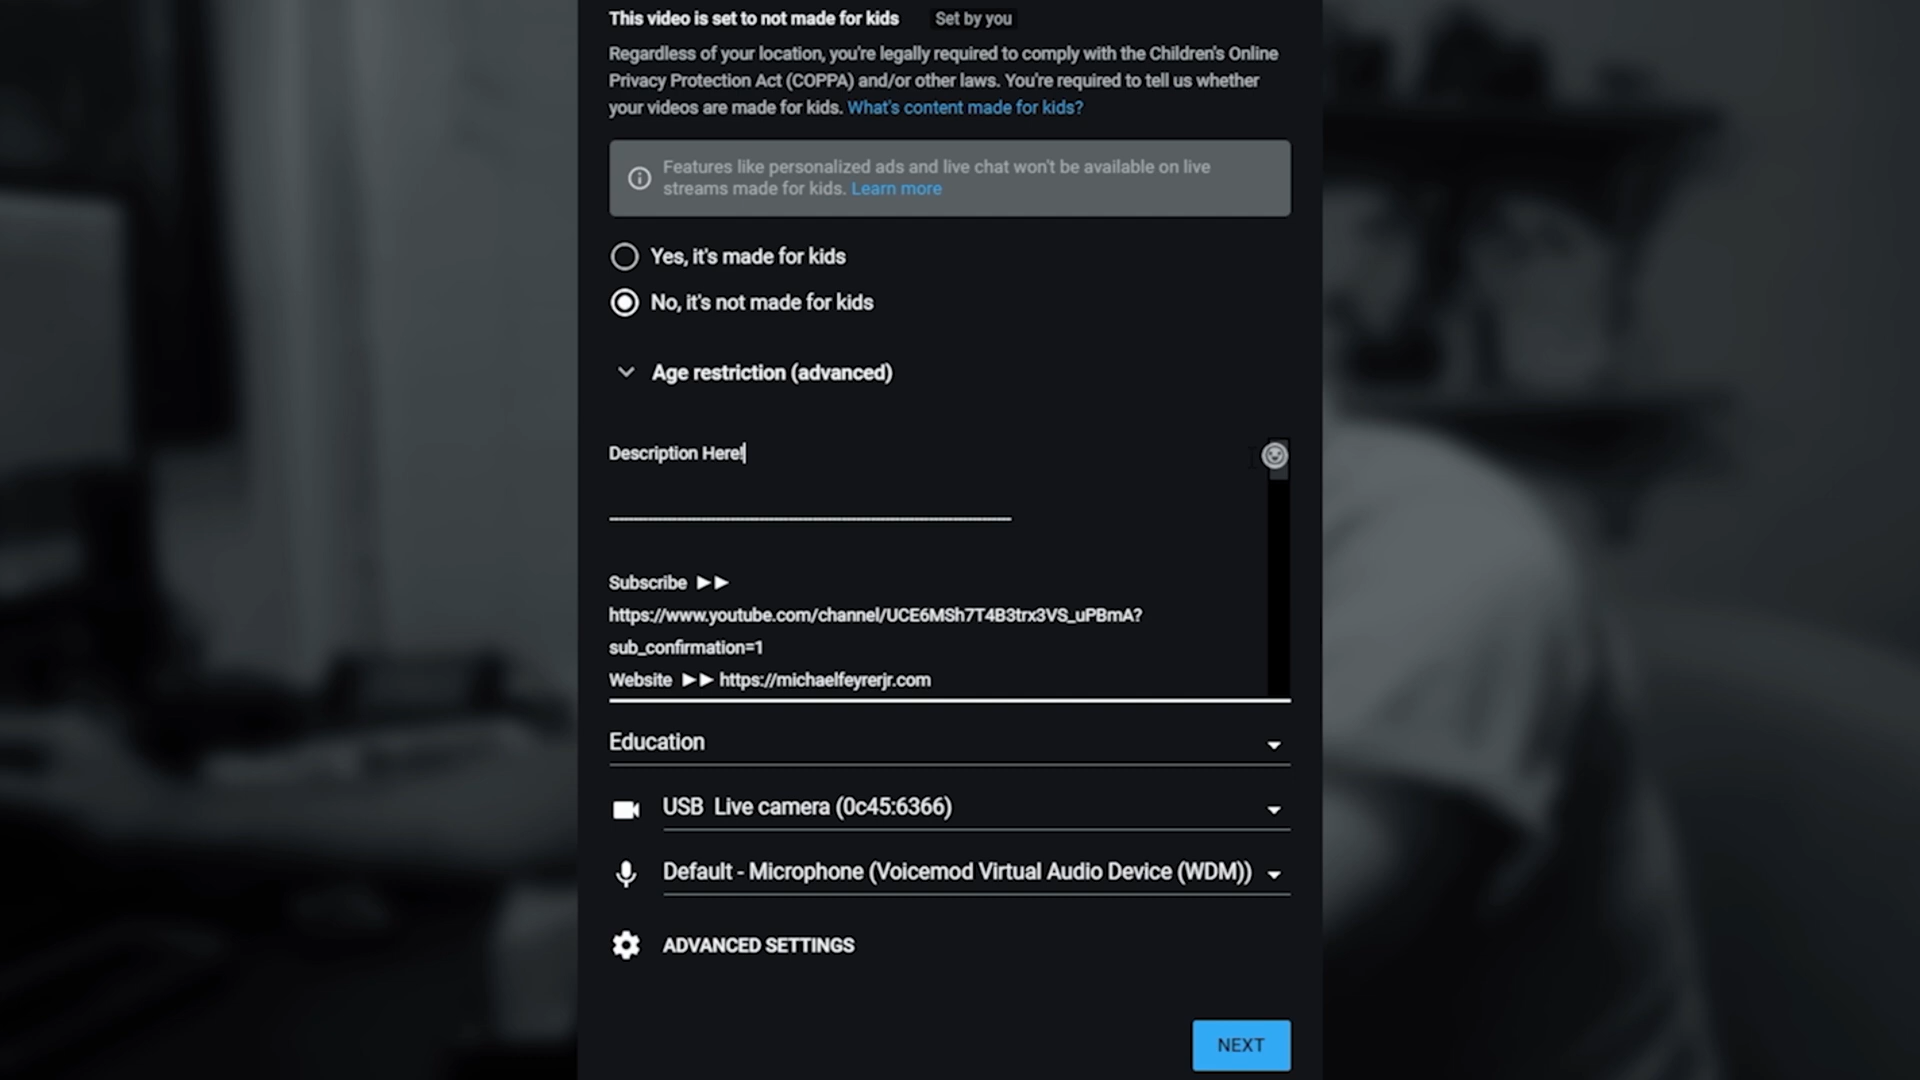 This video is set to not made for kids Set by you
Regardless of your location, you're legally required to comply with the Children's Online
Privacy Protection Act (COPPA) and/or other laws. You're required to tell us whether
your videos are made for kids. What's content made for kids?
Features like personalized ads and live chat won't be available on live
streams made for kids. Learn more
Yes, it's made for kids
No, it's not made for kids
Age restriction (advanced)
Description Here!
Subscribe ►►
https://www.youtube.com/channel/UCE6MSh7T4B3trx3VS_uPBmA?
sub_confirmation=1
Website ►► https://michaelfeyrerjr.com
Education
USB Live camera (0c45:6366)
Default - Microphone (Voicemod Virtual Audio Device (WDM))
ADVANCED SETTINGS
NEXT